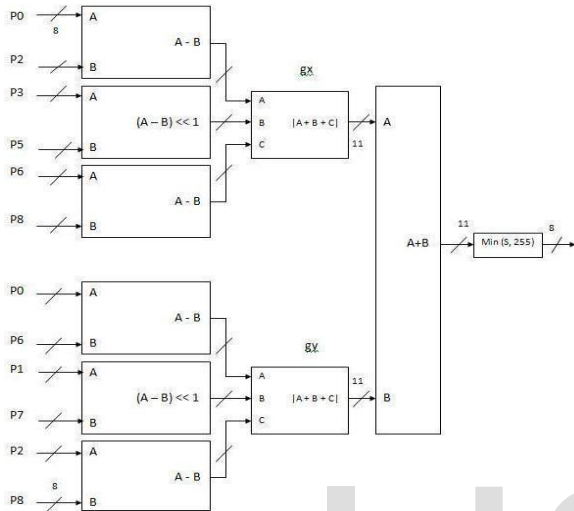 P0
8
A
A - B
P2
B
gx
P3
A
A
(A – B) << 1
B
|A + B + C|
A
C
11
P5
B
P6
A
A - B
11
8
P8
B
A+B
Min (S, 255)
P0
A
A - B
P6
B
gy
P1
A
A
11
(A – B) << 1
B
|A + B + C|
B
C
P7
B
P2
A
A - B
8
P8
B